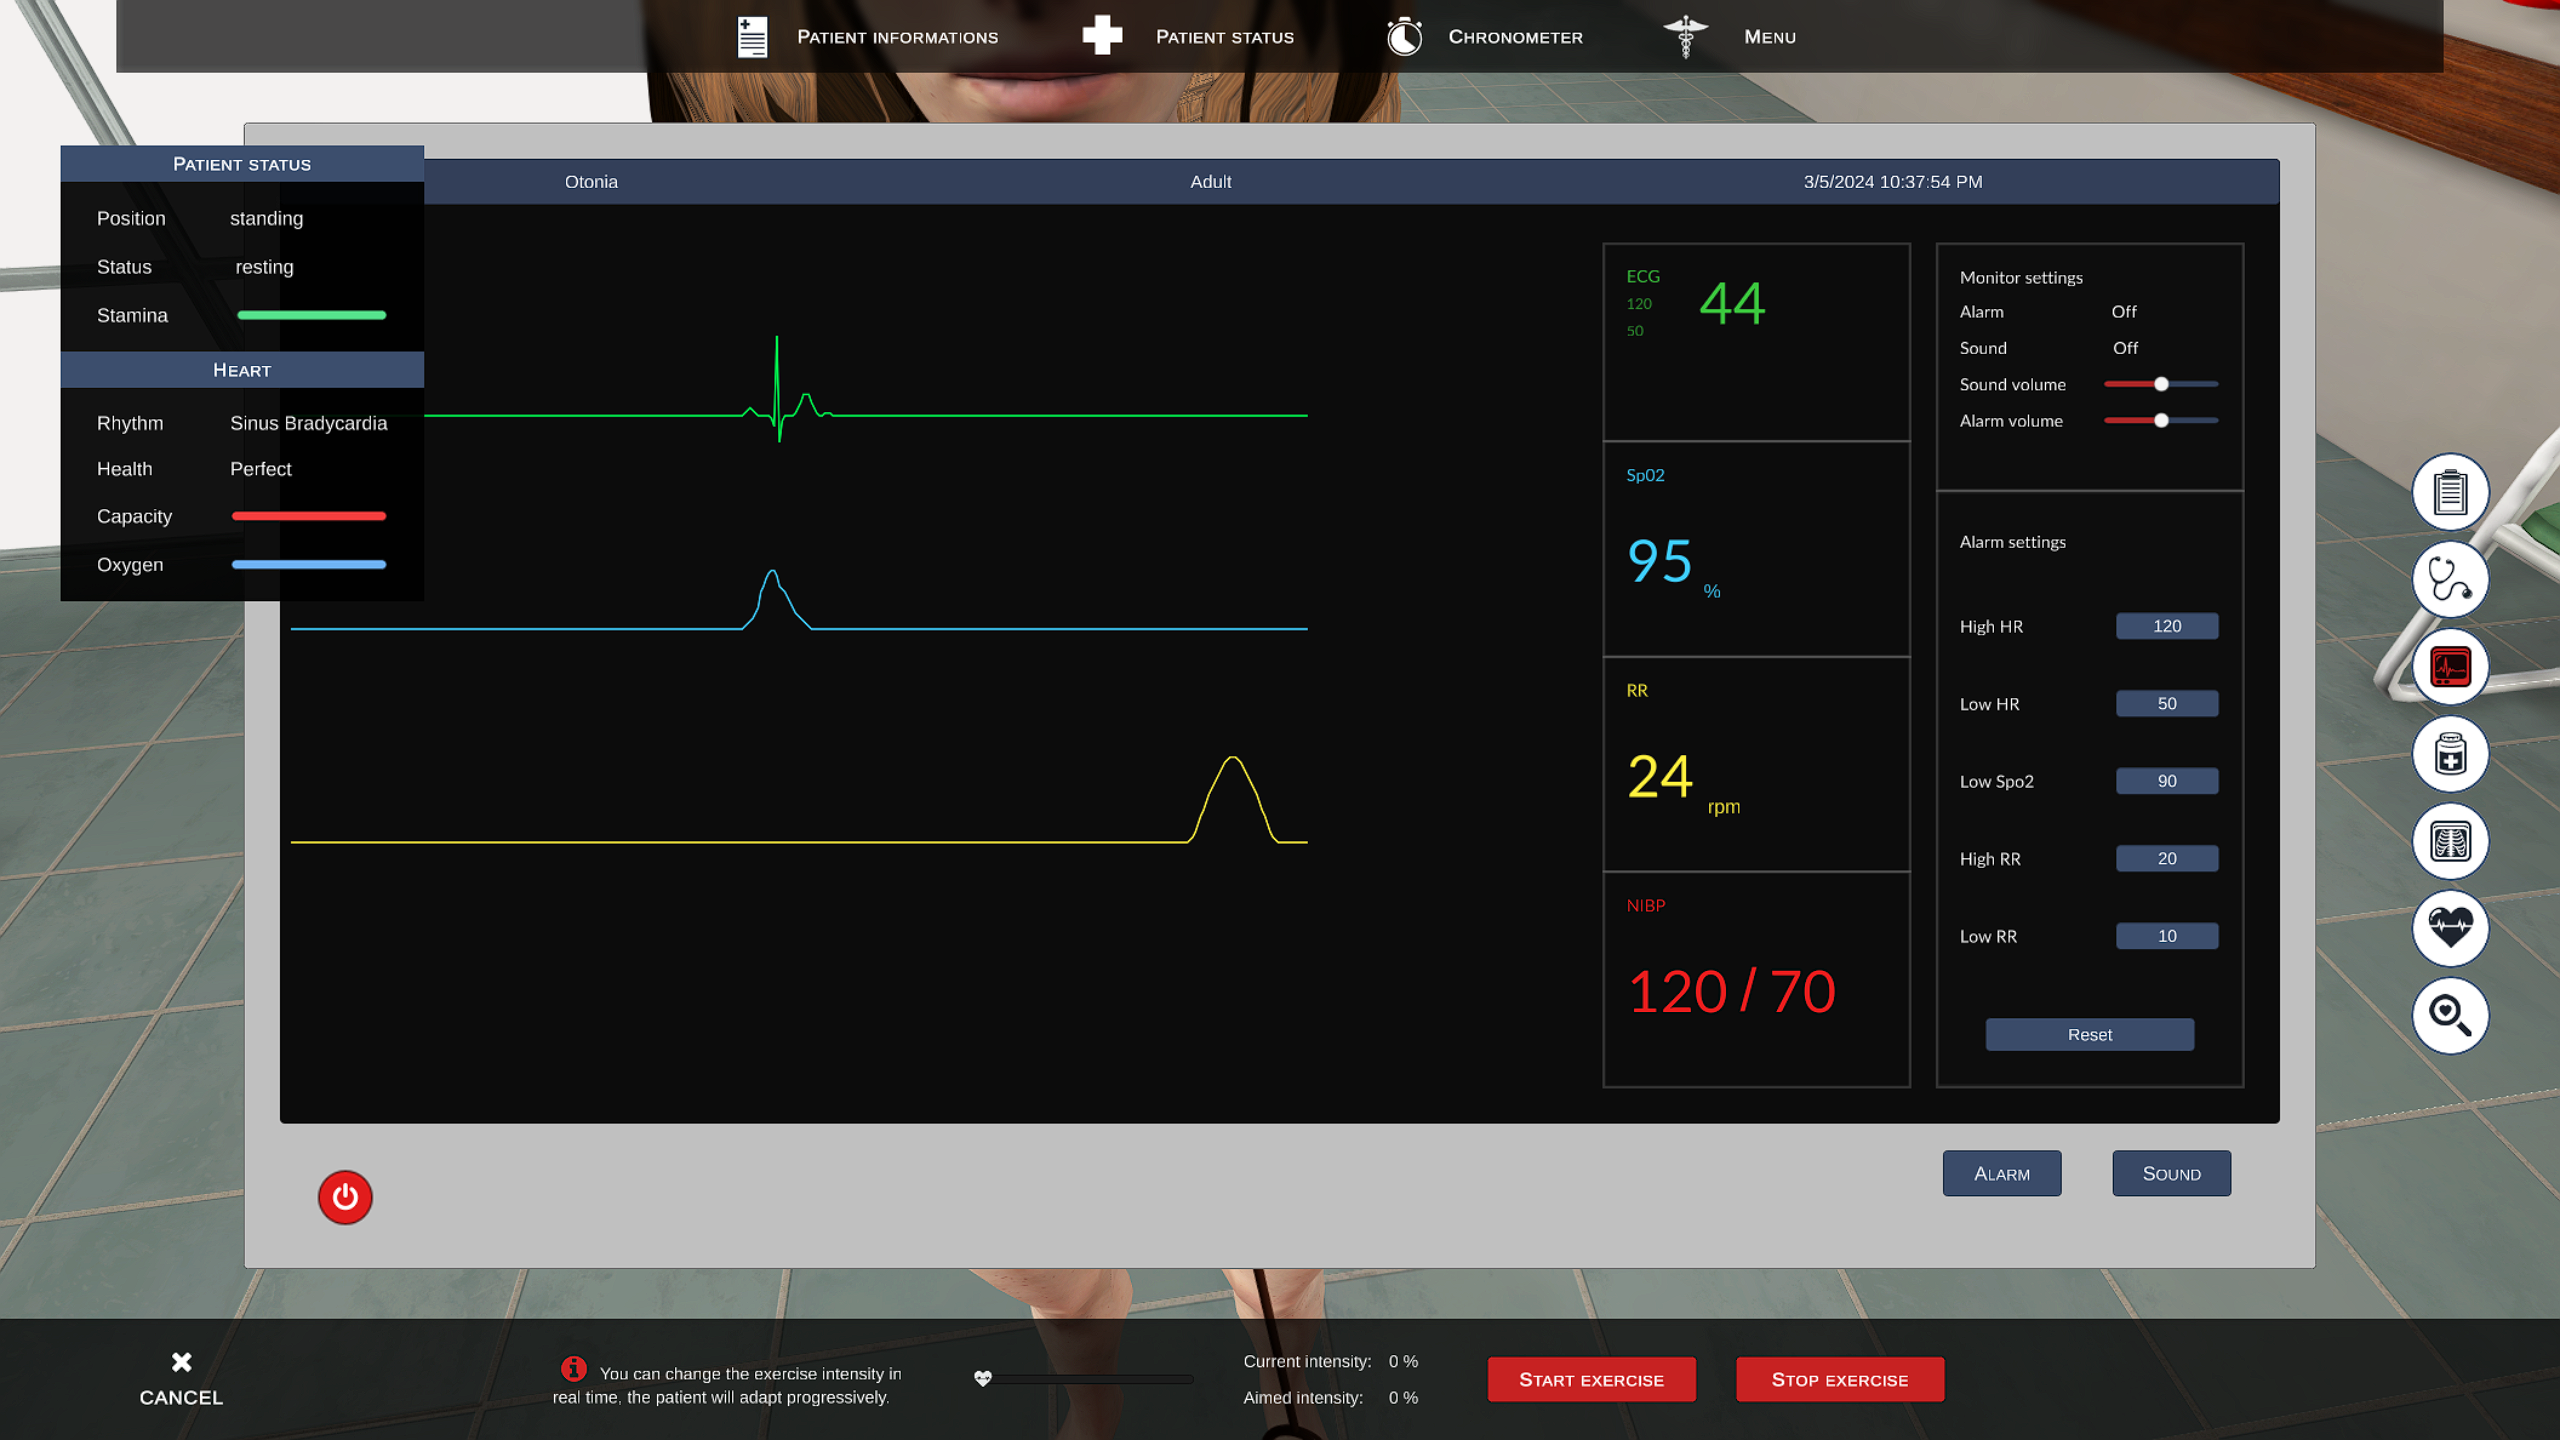 PATIENT INFORMATIONS
PATIENT STATUS
CHRONOMETER
MENU
PATIENT STATUS
Position standing
Status resting
Stamina
HEART
Rhythm Sinus Bradycardia
Health Perfect
Capacity
Oxygen
Otonia
Adult
3/5/2024 10:37:54 PM
ECG
120
50
44
Sp02
95 %
RR
24 rpm
NIBP
120 / 70
Monitor settings
Alarm Off
Sound Off
Sound volume
Alarm volume
Alarm settings
High HR 120
Low HR 50
Low Spo2 90
High RR 20
Low RR 10
Reset
ALARM
SOUND
CANCEL
You can change the exercise intensity in
real time, the patient will adapt progressively.
Current intensity: 0 %
Aimed intensity: 0 %
START EXERCISE
STOP EXERCISE